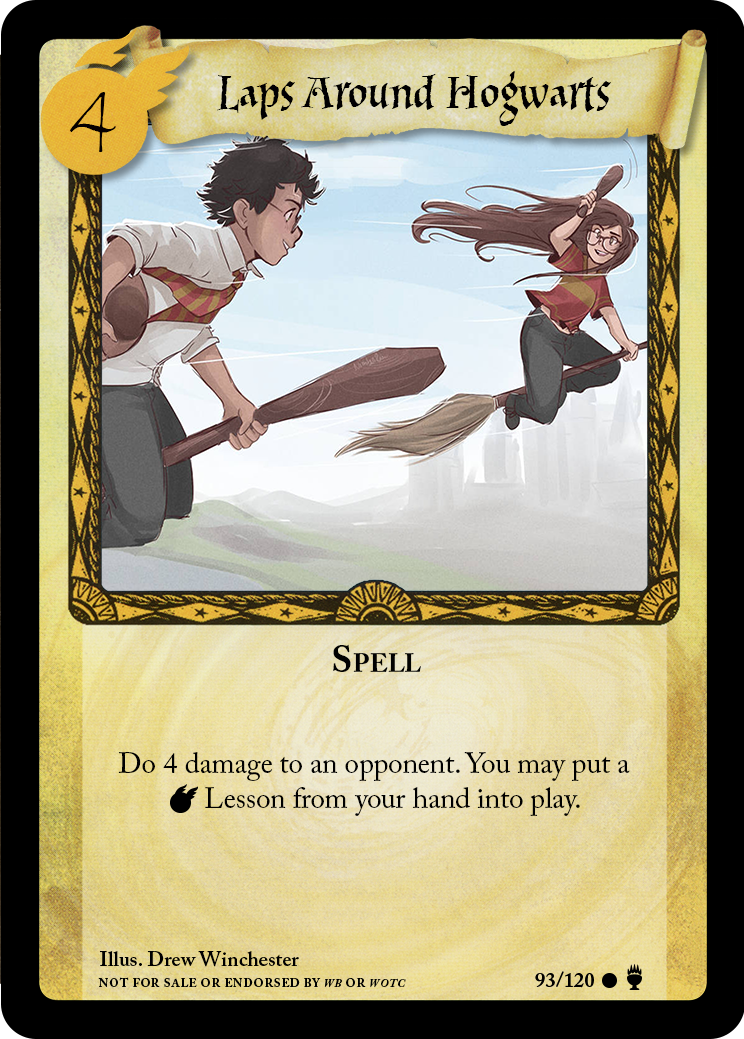 4
Laps Around Hogwarts
Spell
Do 4 damage to an opponent. You may put a
Lesson from your hand into play.
Illus. Drew Winchester
NOT FOR SALE OR ENDORSED BY WB OR WOTC
93/120